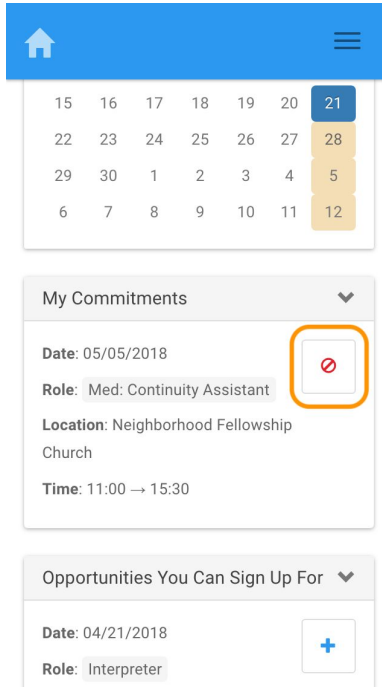 15 16 17 18 19 20 21
22 23 24 25 26 27 28
29 30 1 2 3 4 5
6 7 8 9 10 11 12
My Commitments
Date: 05/05/2018
Role: Med: Continuity Assistant
Location: Neighborhood Fellowship
Church
Time: 11:00 → 15:30
Opportunities You Can Sign Up For
Date: 04/21/2018
Role: Interpreter